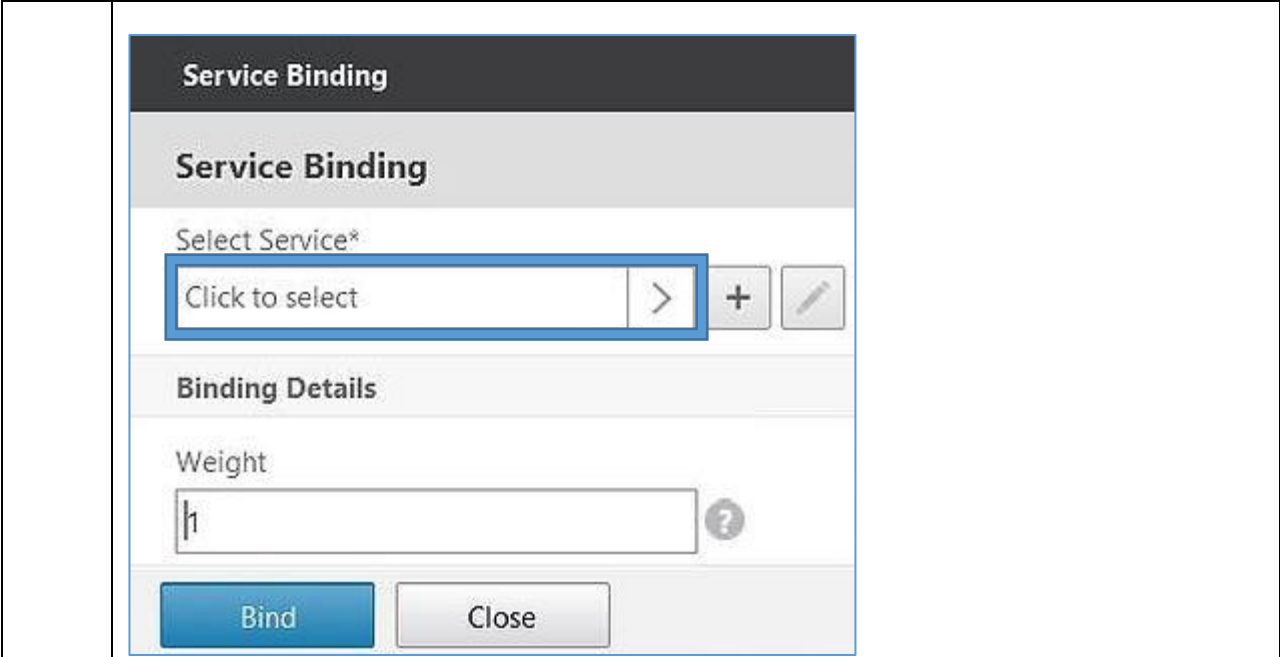 Service Binding
Service Binding
Select Service*
Click to select
Binding Details
Weight
1
Bind Close